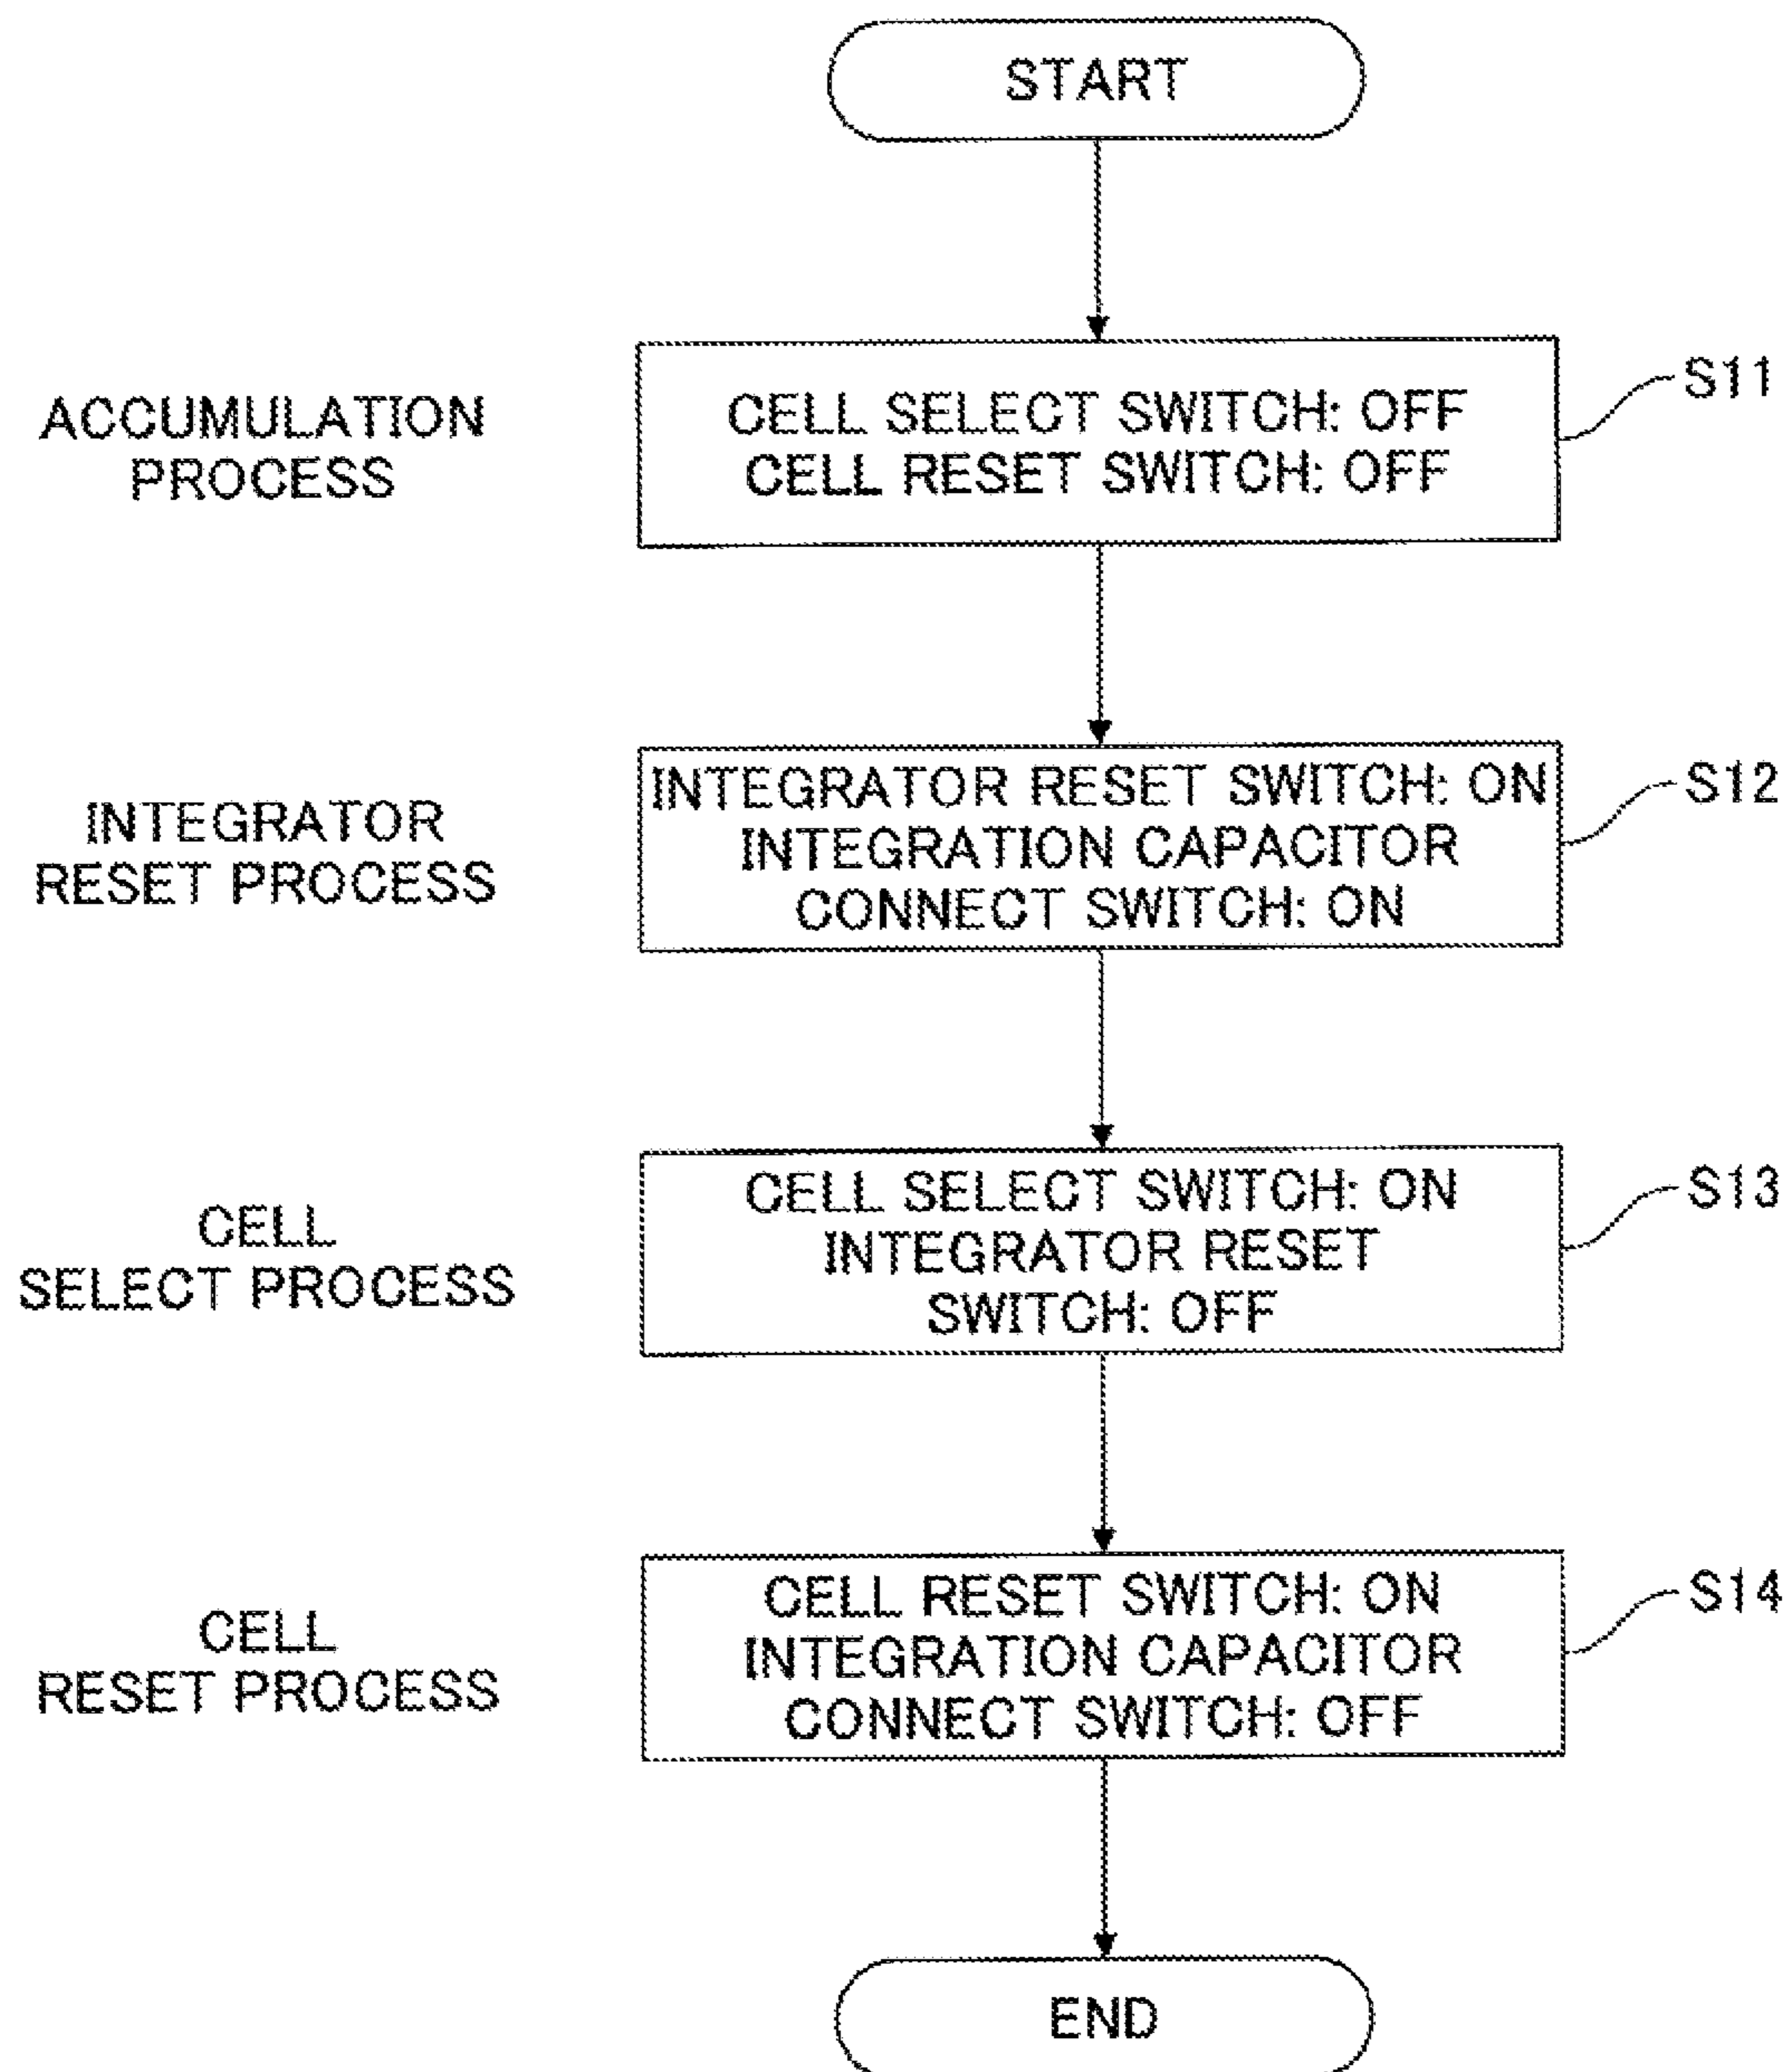 START
ACCUMULATION
PROCESS
CELL SELECT SWITCH: OFF
CELL RESET SWITCH: OFF
S11
INTEGRATOR
RESET PROCESS
INTEGRATOR RESET SWITCH: ON
INTEGRATION CAPACITOR
CONNECT SWITCH: ON
S12
CELL
SELECT PROCESS
CELL SELECT SWITCH: ON
INTEGRATOR RESET
SWITCH: OFF
S13
CELL
RESET PROCESS
CELL RESET SWITCH: ON
INTEGRATION CAPACITOR
CONNECT SWITCH: OFF
S14
END